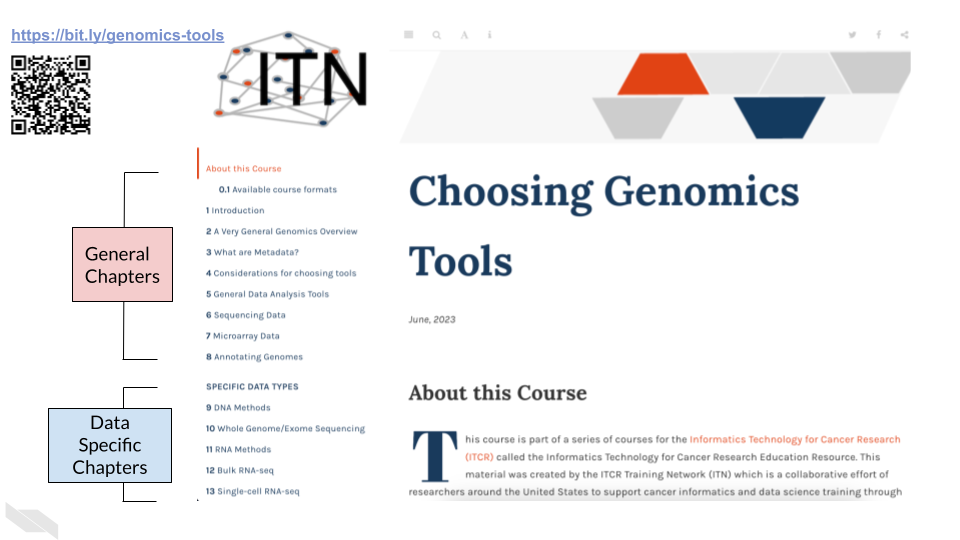 https://bit.ly/genomics-tools
ITN
General
Chapters
Data
Specific
Chapters
About this Course
0.1 Available course formats
1 Introduction
2 A Very General Genomics Overview
3 What are Metadata?
4 Considerations for choosing tools
5 General Data Analysis Tools
6 Sequencing Data
7 Microarray Data
8 Annotating Genomes
SPECIFIC DATA TYPES
9 DNA Methods
10 Whole Genome/Exome Sequencing
11 RNA Methods
12 Bulk RNA-seq
13 Single-cell RNA-seq
A i
Choosing Genomics
Tools
June, 2023
About this Course
This course is part of a series of courses for the Informatics Technology for Cancer Research
(ITCR) called the Informatics Technology for Cancer Research Education Resource. This
material was created by the ITCR Training Network (ITN) which is a collaborative effort of
researchers around the United States to support cancer informatics and data science training through